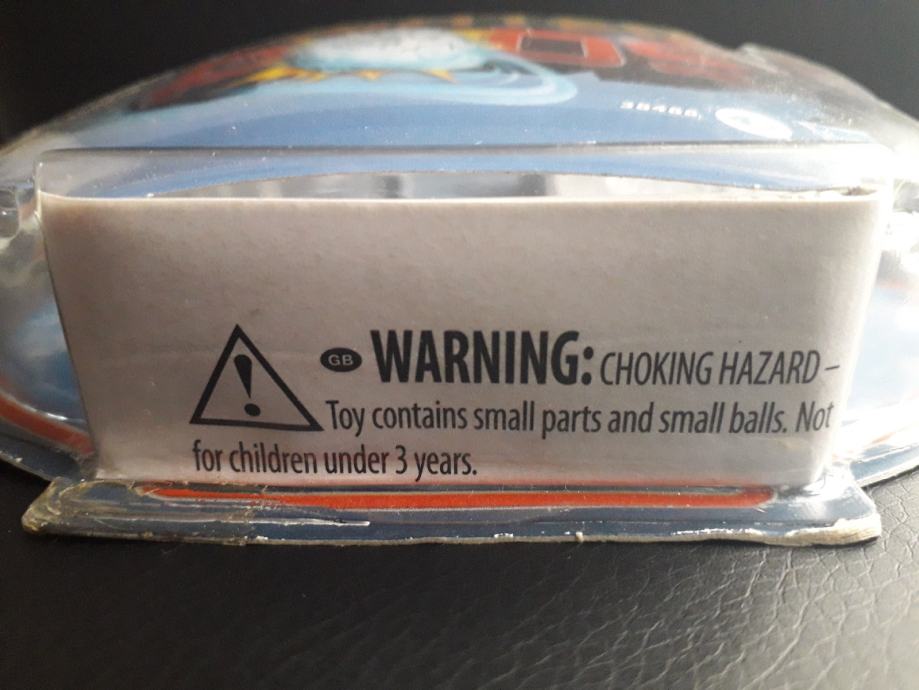 GB WARNING: CHOKING HAZARD –
Toy contains small parts and small balls. Not
for children under 3 years.